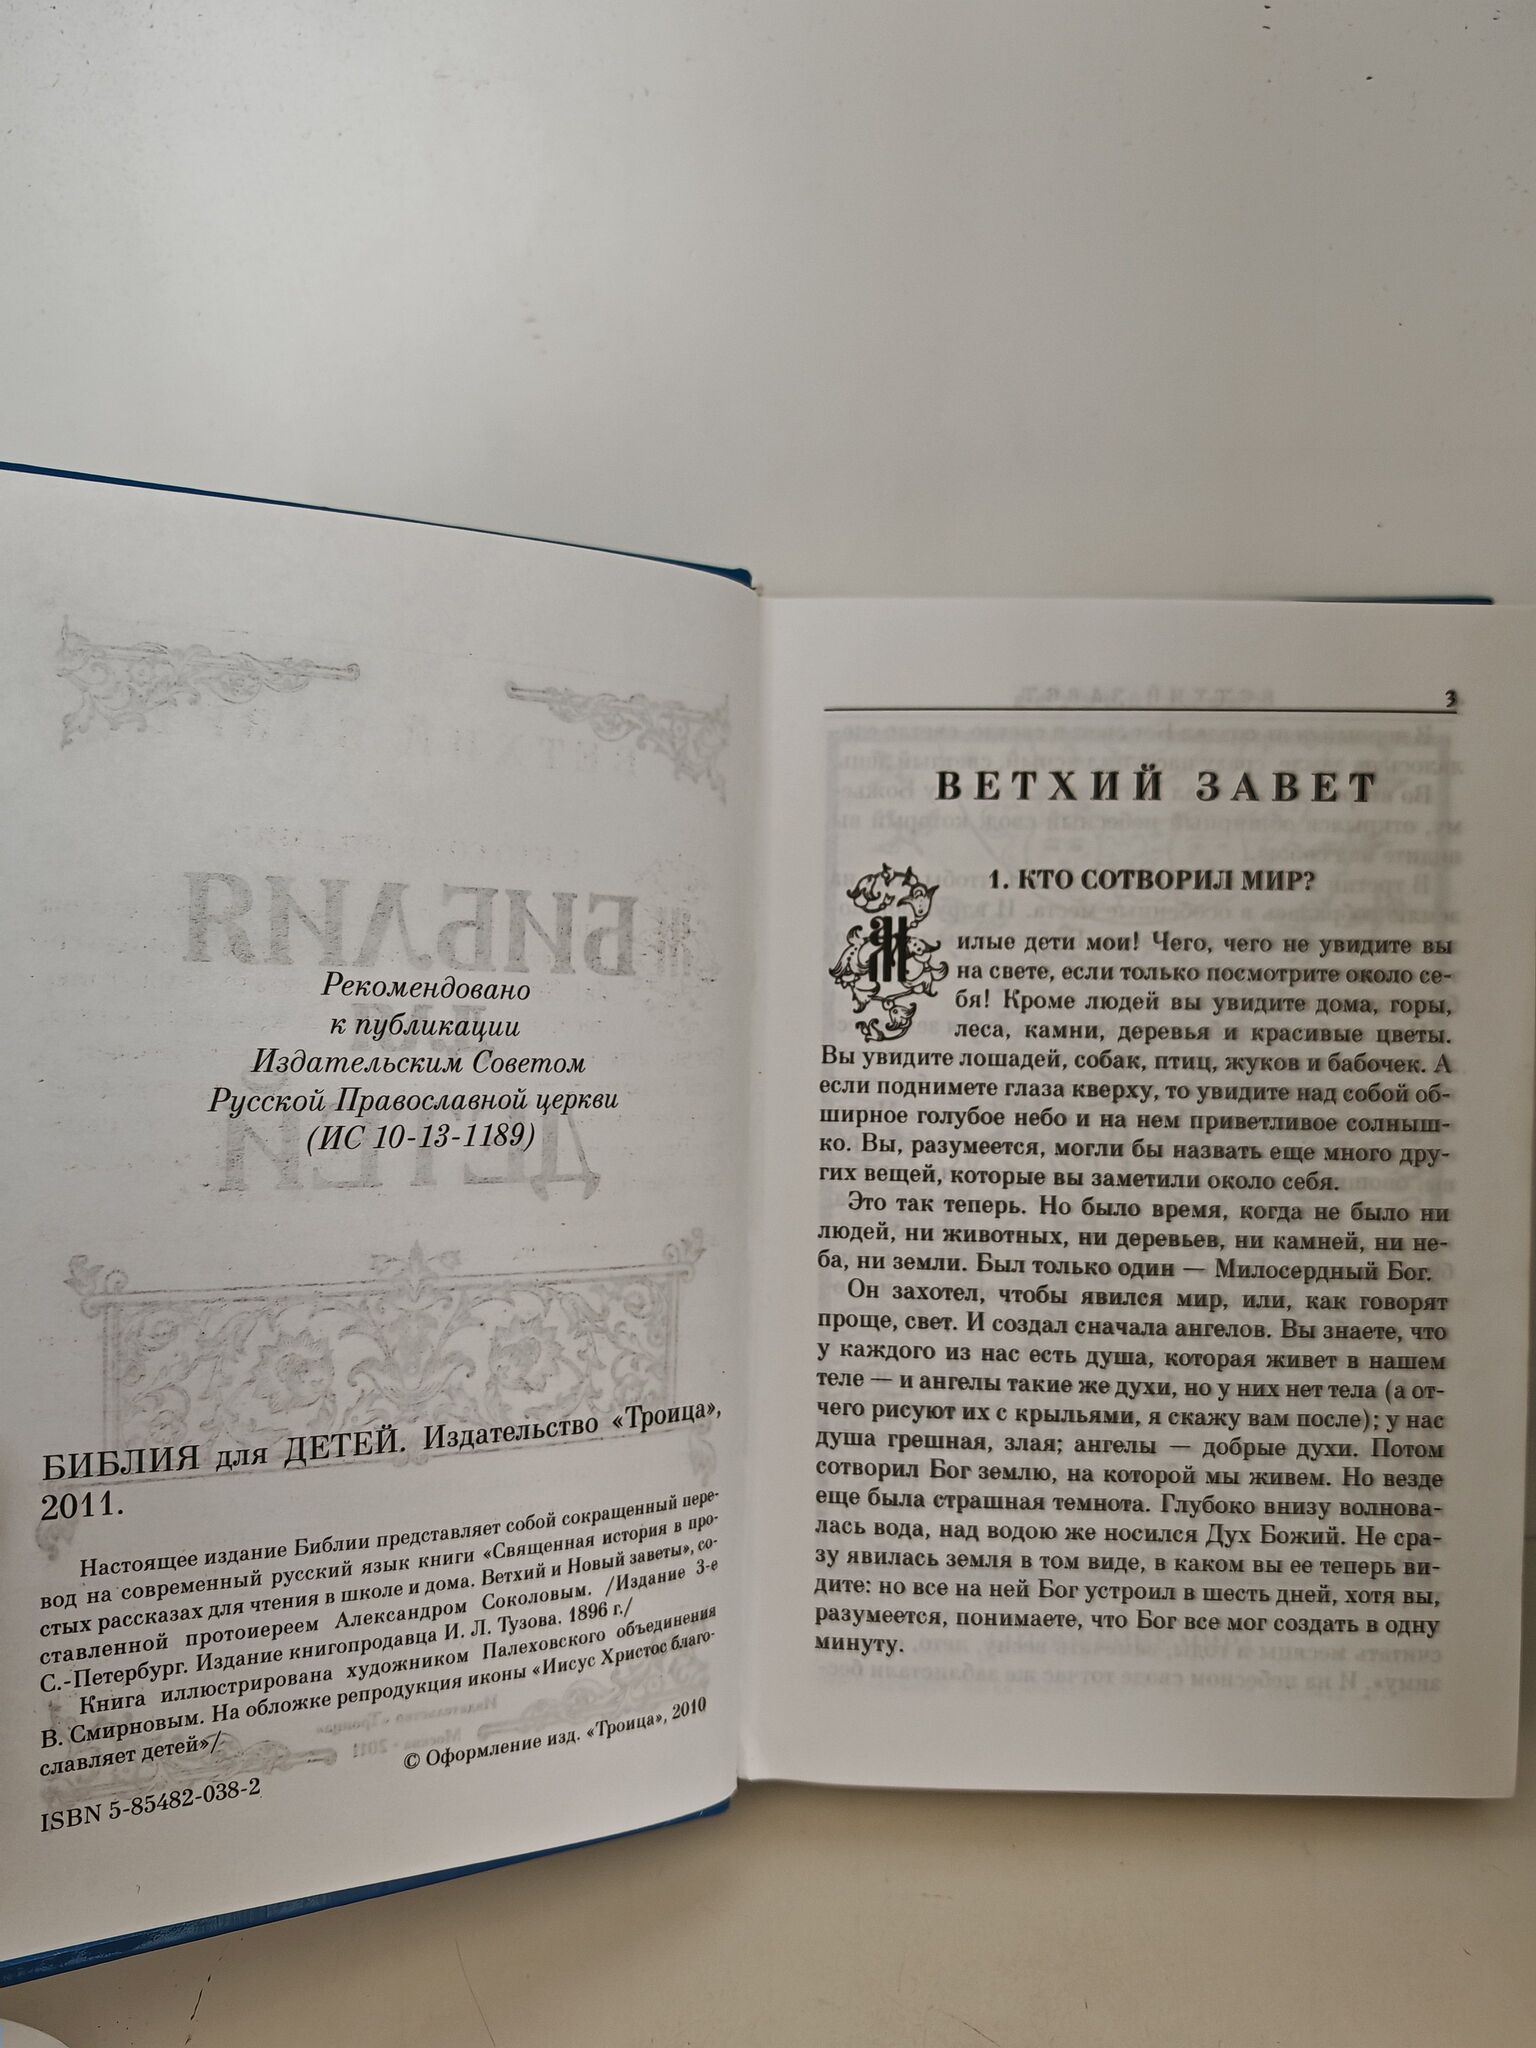 Рекомендовано
к публикации
Издательским Советом
Русской Православной церкви
(ИС 10-13-1189)
БИБЛИЯ для ДЕТЕЙ. Издательство «Троица»,
2011.
Настоящее издание Библии представляет собой сокращенный пере-
вод на современный русский язык книги «Священная история в про-
стых рассказах для чтения в школе и дома. Ветхий и Новый заветы», со-
ставленной протоиереем Александром Соколовым. /Издание 3-е
С.-Петербург. Издание книгопродавца И. Л. Тузова. 1896 г./
Книга иллюстрирована художником Палеховского объединения
В. Смирновым. На обложке репродукция иконы «Иисус Христос благо-
славляет детей»/
© Оформление изд. «Троица», 2010
ISBN 5-85482-038-2
3
ВЕТХИЙ ЗАВЕТ
1. КТО СОТВОРИЛ МИР?
Милые дети мои! Чего, чего не увидите вы
на свете, если только посмотрите около се-
бя! Кроме людей вы увидите дома, горы,
леса, камни, деревья и красивые цветы.
Вы увидите лошадей, собак, птиц, жуков и бабочек. А
если поднимете глаза кверху, то увидите над собой об-
ширное голубое небо и на нем приветливое солныш-
ко. Вы, разумеется, могли бы назвать еще много дру-
гих вещей, которые вы заметили около себя.
Это так теперь. Но было время, когда не было ни
людей, ни животных, ни деревьев, ни камней, ни не-
ба, ни земли. Был только один — Милосердный Бог.
Он захотел, чтобы явился мир, или, как говорят
проще, свет. И создал сначала ангелов. Вы знаете, что
у каждого из нас есть душа, которая живет в нашем
теле — и ангелы такие же духи, но у них нет тела (а от-
чего рисуют их с крыльями, я скажу вам после); у нас
душа грешная, злая; ангелы — добрые духи. Потом
сотворил Бог землю, на которой мы живем. Но везде
еще была страшная темнота. Глубоко внизу волнова-
лась вода, над водою же носился Дух Божий. Не сра-
зу явилась земля в том виде, в каком вы ее теперь ви-
дите: но все на ней Бог устроил в шесть дней, хотя вы,
разумеется, понимаете, что Бог все мог создать в одну
минуту.